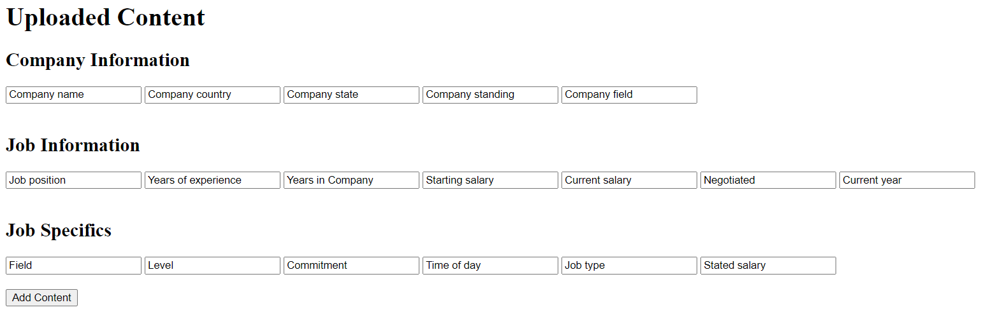 Uploaded Content
Company Information
Company name Company country Company state Company standing Company field
Job Information
Job position Years of experience Years in Company Starting salary Current salary Negotiated Current year
Job Specifics
Field Level Commitment Time of day Job type Stated salary
Add Content